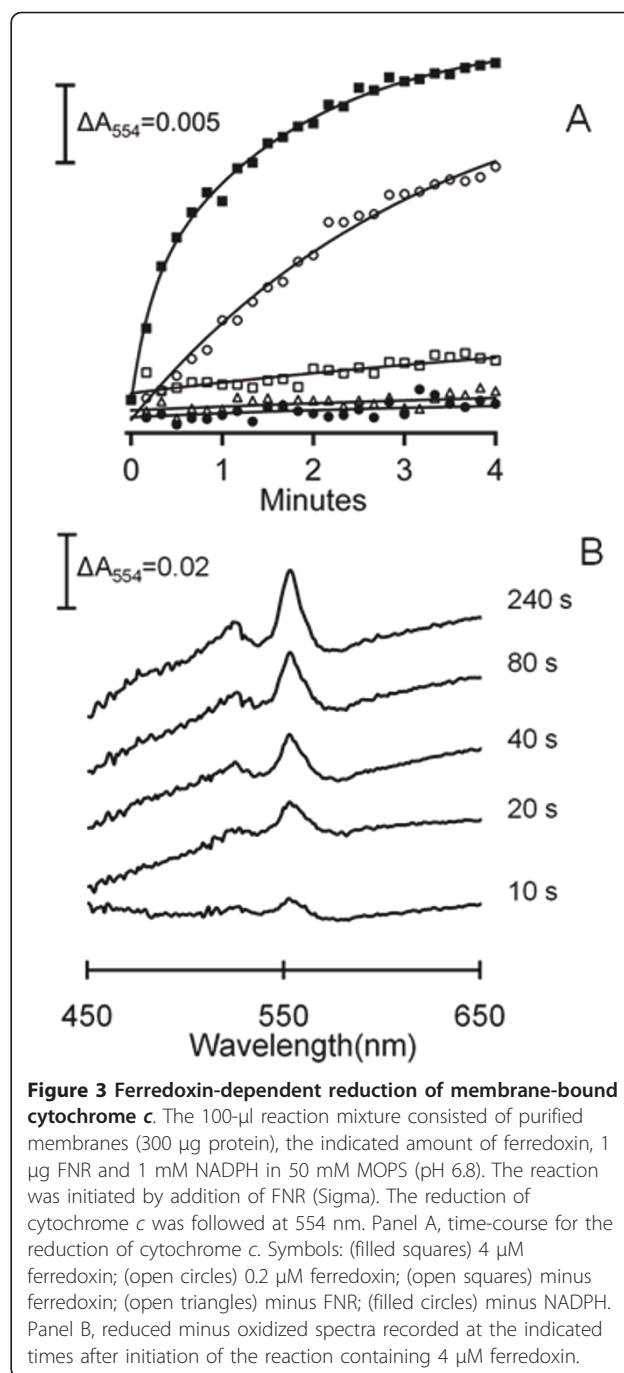 ΔA554=0.005
A
0 1 2 3 4
Minutes
ΔA554=0.02
B
240 s
80 s
40 s
20 s
10 s
450 550 650
Wavelength(nm)
Figure 3 Ferredoxin-dependent reduction of membrane-bound
cytochrome c. The 100-μl reaction mixture consisted of purified
membranes (300 μg protein), the indicated amount of ferredoxin, 1
μg FNR and 1 mM NADPH in 50 mM MOPS (pH 6.8). The reaction
was initiated by addition of FNR (Sigma). The reduction of
cytochrome c was followed at 554 nm. Panel A, time-course for the
reduction of cytochrome c. Symbols: (filled squares) 4 μM
ferredoxin; (open circles) 0.2 μM ferredoxin; (open squares) minus
ferredoxin; (open triangles) minus FNR; (filled circles) minus NADPH.
Panel B, reduced minus oxidized spectra recorded at the indicated
times after initiation of the reaction containing 4 μM ferredoxin.